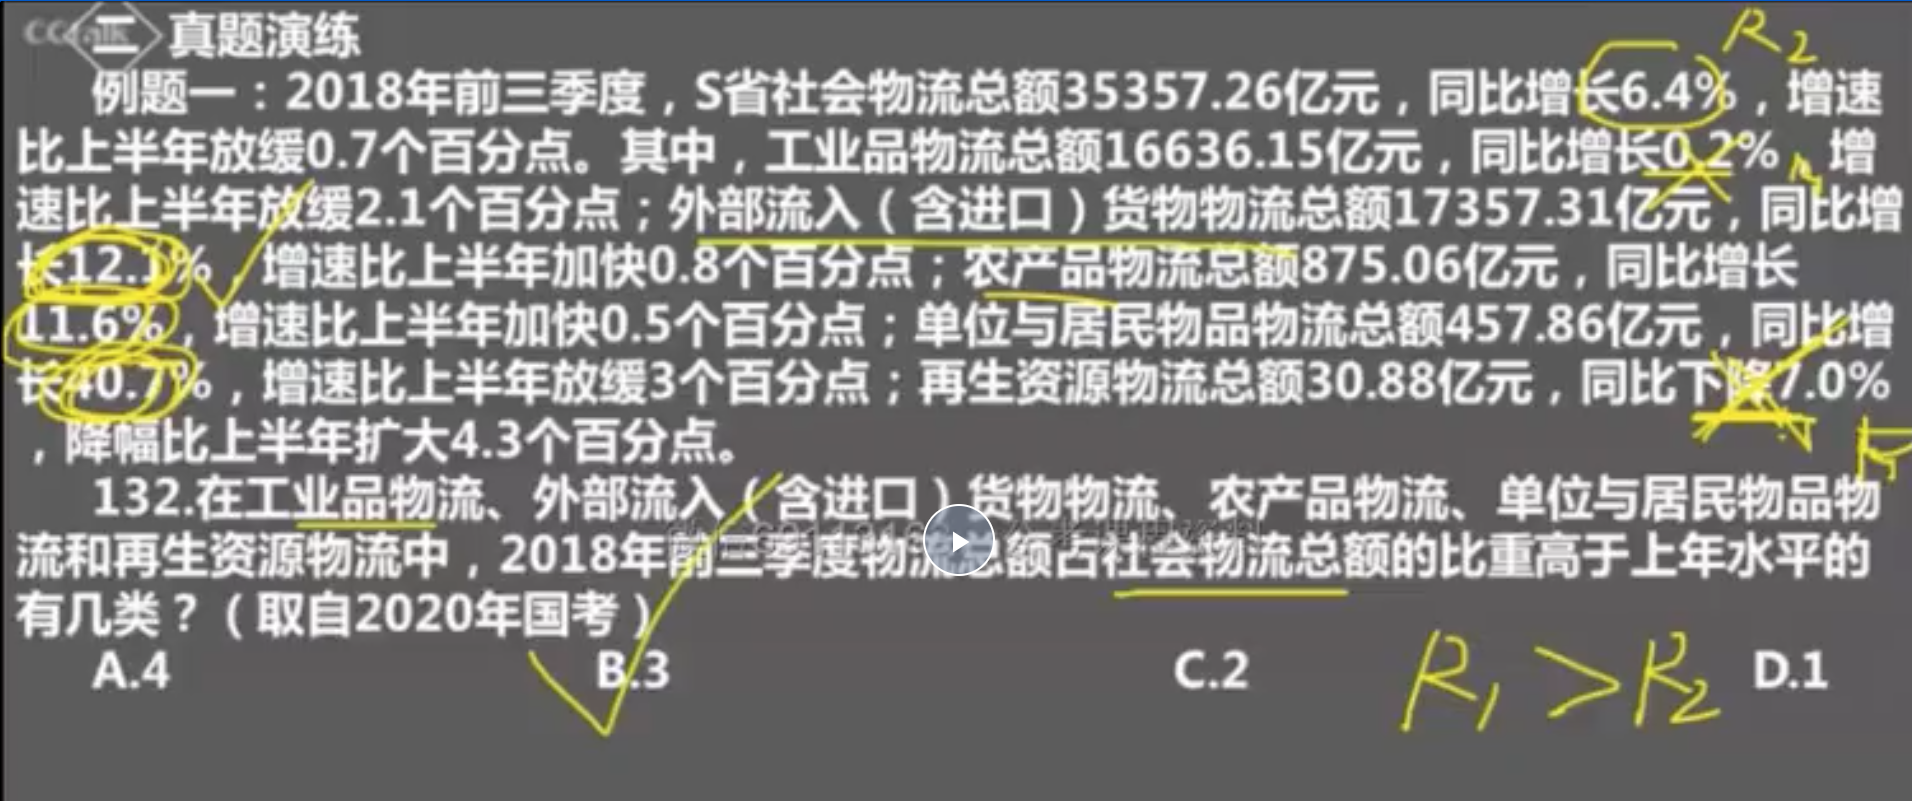 CCtalk
二 真题演练
例题一：2018年前三季度，S省社会物流总额35357.26亿元，同比增长6.4%，增速
R2
比上半年放缓0.7个百分点。其中，工业品物流总额16636.15亿元，同比增长0.2%，增
速比上半年放缓2.1个百分点；外部流入（含进口）货物物流总额17357.31亿元，同比增
长12.1%，增速比上半年加快0.8个百分点；农产品物流总额875.06亿元，同比增长
11.6%，增速比上半年加快0.5个百分点；单位与居民物品物流总额457.86亿元，同比增
长40.7%，增速比上半年放缓3个百分点；再生资源物流总额30.88亿元，同比下降7.0%
，降幅比上半年扩大4.3个百分点。
132.在工业品物流、外部流入（含进口）货物物流、农产品物流、单位与居民物品物
流和再生资源物流中，2018年前三季度物流总额占社会物流总额的比重高于上年水平的
有几类？（取自2020年国考）
A.4 B.3 C.2 D.1
R1 > R2